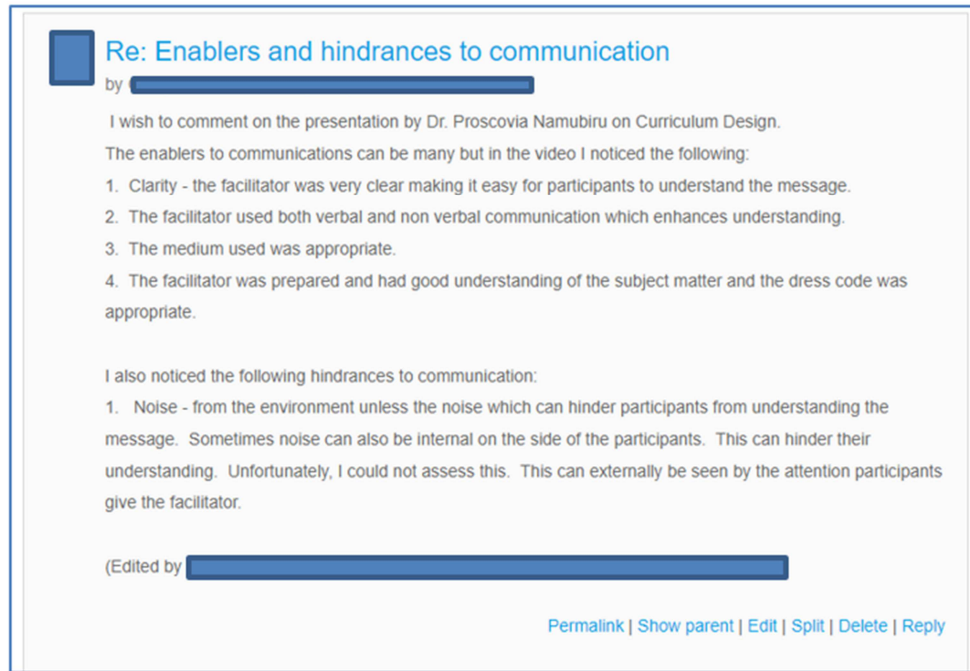 Re: Enablers and hindrances to communication
by
I wish to comment on the presentation by Dr. Proscovia Namubiru on Curriculum Design.
The enablers to communications can be many but in the video I noticed the following:
1. Clarity - the facilitator was very clear making it easy for participants to understand the message.
2. The facilitator used both verbal and non verbal communication which enhances understanding.
3. The medium used was appropriate.
4. The facilitator was prepared and had good understanding of the subject matter and the dress code was
appropriate.
I also noticed the following hindrances to communication:
1. Noise - from the environment unless the noise which can hinder participants from understanding the
message. Sometimes noise can also be internal on the side of the participants. This can hinder their
understanding. Unfortunately, I could not assess this. This can externally be seen by the attention participants
give the facilitator.
(Edited by
Permalink | Show parent | Edit | Split | Delete | Reply